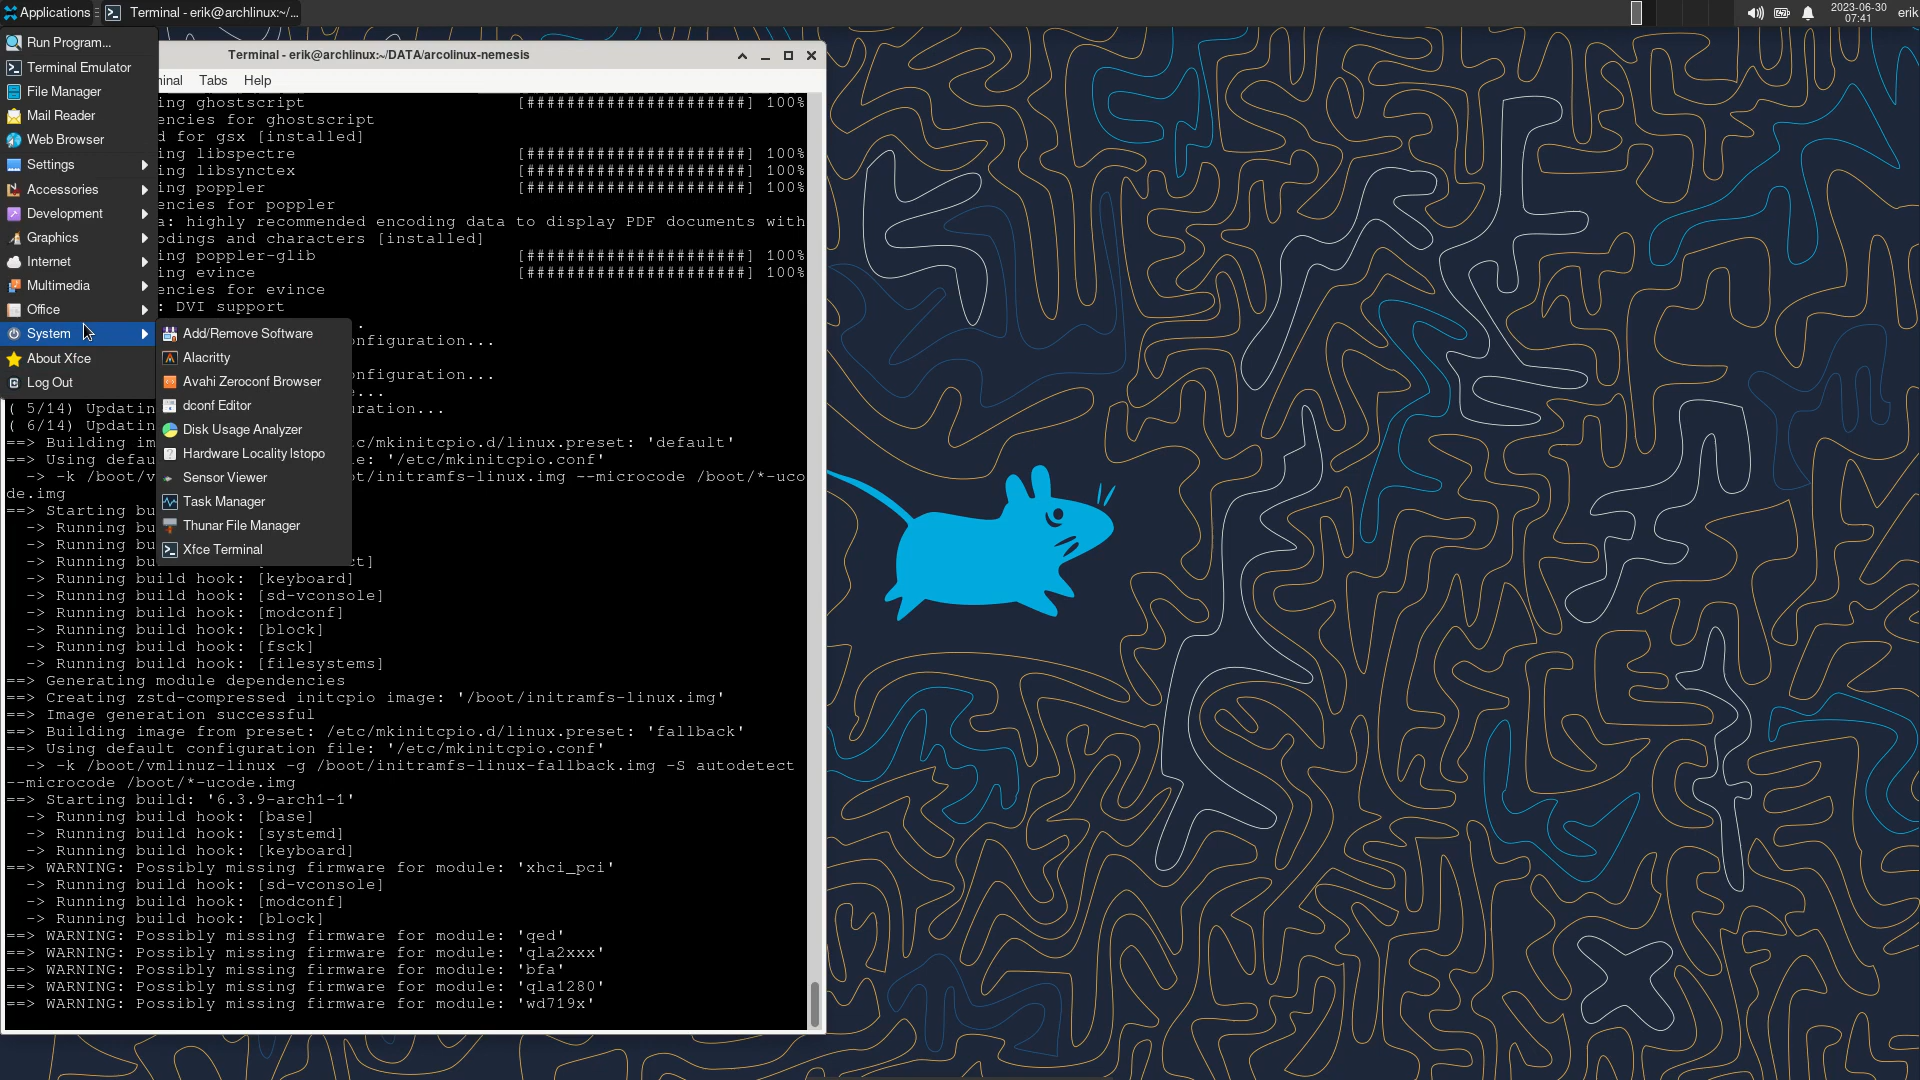 Applications
Terminal - erik@archlinux:~/...
2023-06-30
07:41
erik
Run Program...
Terminal Emulator
File Manager
Mail Reader
Web Browser
Settings
Accessories
Development
Graphics
Internet
Multimedia
Office
System
About Xfce
Log Out
Add/Remove Software
Alacritty
Avahi Zeroconf Browser
dconf Editor
Disk Usage Analyzer
Hardware Locality lstopo
Sensor Viewer
Task Manager
Thunar File Manager
Xfce Terminal
Terminal - erik@archlinux:~/DATA/arcolinux-nemesis
Tabs Help
ing ghostscript [######################] 100%
encies for ghostscript
d for gsx [installed]
ing libspectre [######################] 100%
ing libsynctex [######################] 100%
ing poppler [######################] 100%
encies for poppler
a: highly recommended encoding data to display PDF documents with
odings and characters [installed]
ing poppler-glib [######################] 100%
ing evince [######################] 100%
encies for evince
: DVI support
.
nfiguration...
nfiguration...
e...
( 5/14) Updatin uration...
( 6/14) Updatin
==> Building im c/mkinitcpio.d/linux.preset: 'default'
==> Using defau le: '/etc/mkinitcpio.conf'
-> -k /boot/v ot/initramfs-linux.img --microcode /boot/*-uco
de.img
==> Starting bu
-> Running bu
-> Running bu
-> Running bu ct]
-> Running build hook: [keyboard]
-> Running build hook: [sd-vconsole]
-> Running build hook: [modconf]
-> Running build hook: [block]
-> Running build hook: [fsck]
-> Running build hook: [filesystems]
==> Generating module dependencies
==> Creating zstd-compressed initcpio image: '/boot/initramfs-linux.img'
==> Image generation successful
==> Building image from preset: /etc/mkinitcpio.d/linux.preset: 'fallback'
==> Using default configuration file: '/etc/mkinitcpio.conf'
-> -k /boot/vmlinuz-linux -g /boot/initramfs-linux-fallback.img -S autodetect
--microcode /boot/*-ucode.img
==> Starting build: '6.3.9-arch1-1'
-> Running build hook: [base]
-> Running build hook: [systemd]
-> Running build hook: [keyboard]
==> WARNING: Possibly missing firmware for module: 'xhci_pci'
-> Running build hook: [sd-vconsole]
-> Running build hook: [modconf]
-> Running build hook: [block]
==> WARNING: Possibly missing firmware for module: 'qed'
==> WARNING: Possibly missing firmware for module: 'qla2xxx'
==> WARNING: Possibly missing firmware for module: 'bfa'
==> WARNING: Possibly missing firmware for module: 'qla1280'
==> WARNING: Possibly missing firmware for module: 'wd719x'